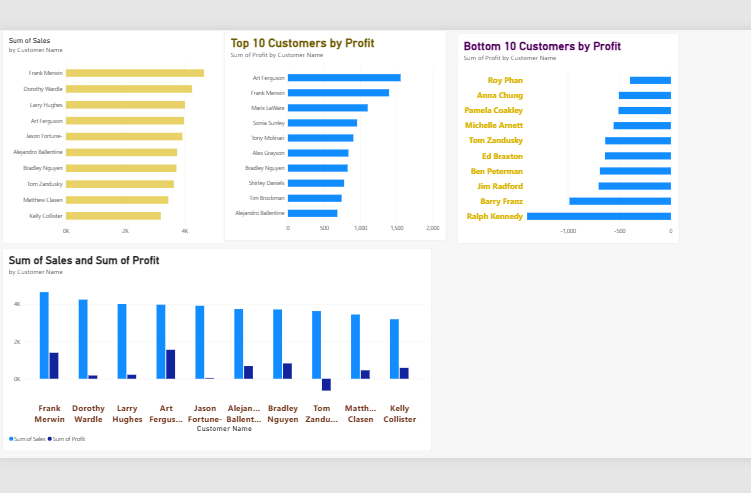 Sum of Sales
by Customer Name
Frank Merwin
Dorothy Wardle
Larry Hughes
Art Ferguson
Jason Fortune-
Alejandro Ballentine
Bradley Nguyen
Tom Zandusky
Matthew Clasen
Kelly Collister
0K 2K 4K
Top 10 Customers by Profit
Sum of Profit by Customer Name
Art Ferguson
Frank Merwin
Maris LaWare
Sonia Sunley
Tony Molinari
Alex Grayson
Bradley Nguyen
Shirley Daniels
Tim Brockman
Alejandro Ballentine
0 500 1,000 1,500 2,000
Bottom 10 Customers by Profit
Sum of Profit by Customer Name
Roy Phan
Anna Chung
Pamela Coakley
Michelle Arnett
Tom Zandusky
Ed Braxton
Ben Peterman
Jim Radford
Barry Franz
Ralph Kennedy
-1,000 -500 0
Sum of Sales and Sum of Profit
by Customer Name
4K
2K
0K
Frank Dorothy Larry Art Jason Alejan... Bradley Tom Matth... Kelly
Merwin Wardle Hughes Fergus... Fortune- Ballent... Nguyen Zandu... Clasen Collister
Customer Name
Sum of Sales Sum of Profit